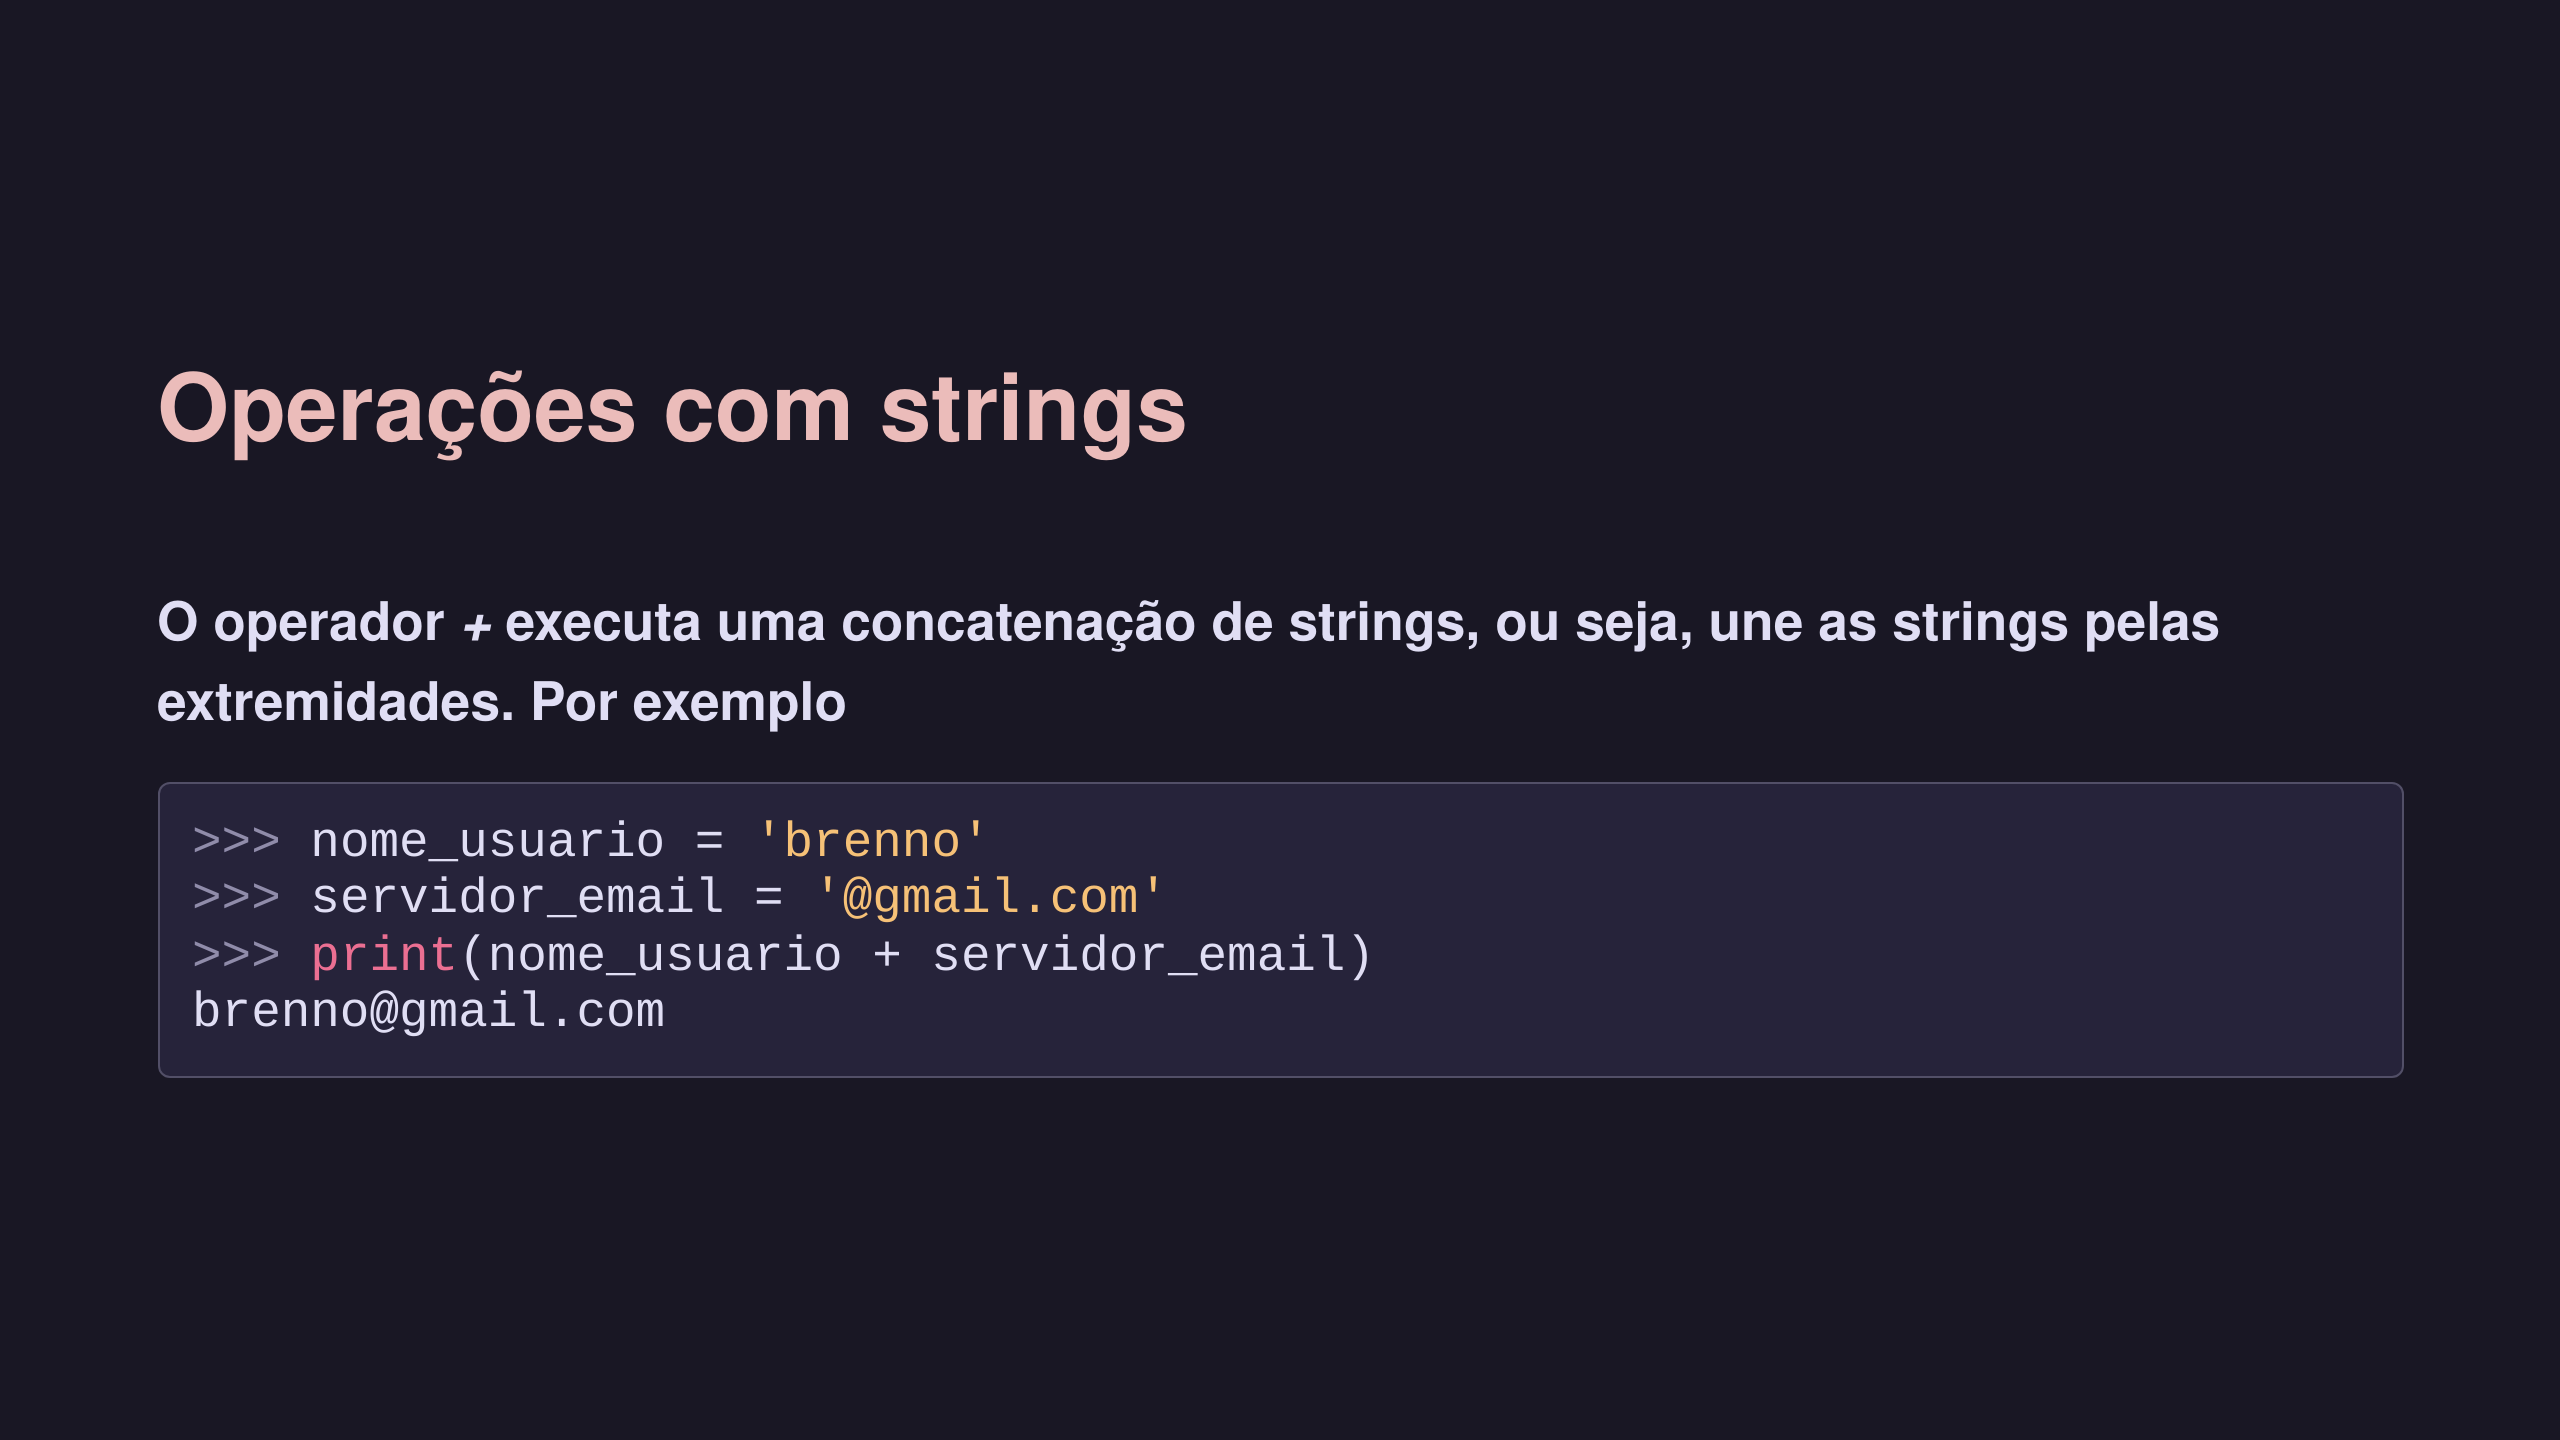 Operações com strings
O operador + executa uma concatenação de strings, ou seja, une as strings pelas
extremidades. Por exemplo
>>> nome_usuario = 'brenno'
>>> servidor_email = '@gmail.com'
>>> print(nome_usuario + servidor_email)
brenno@gmail.com